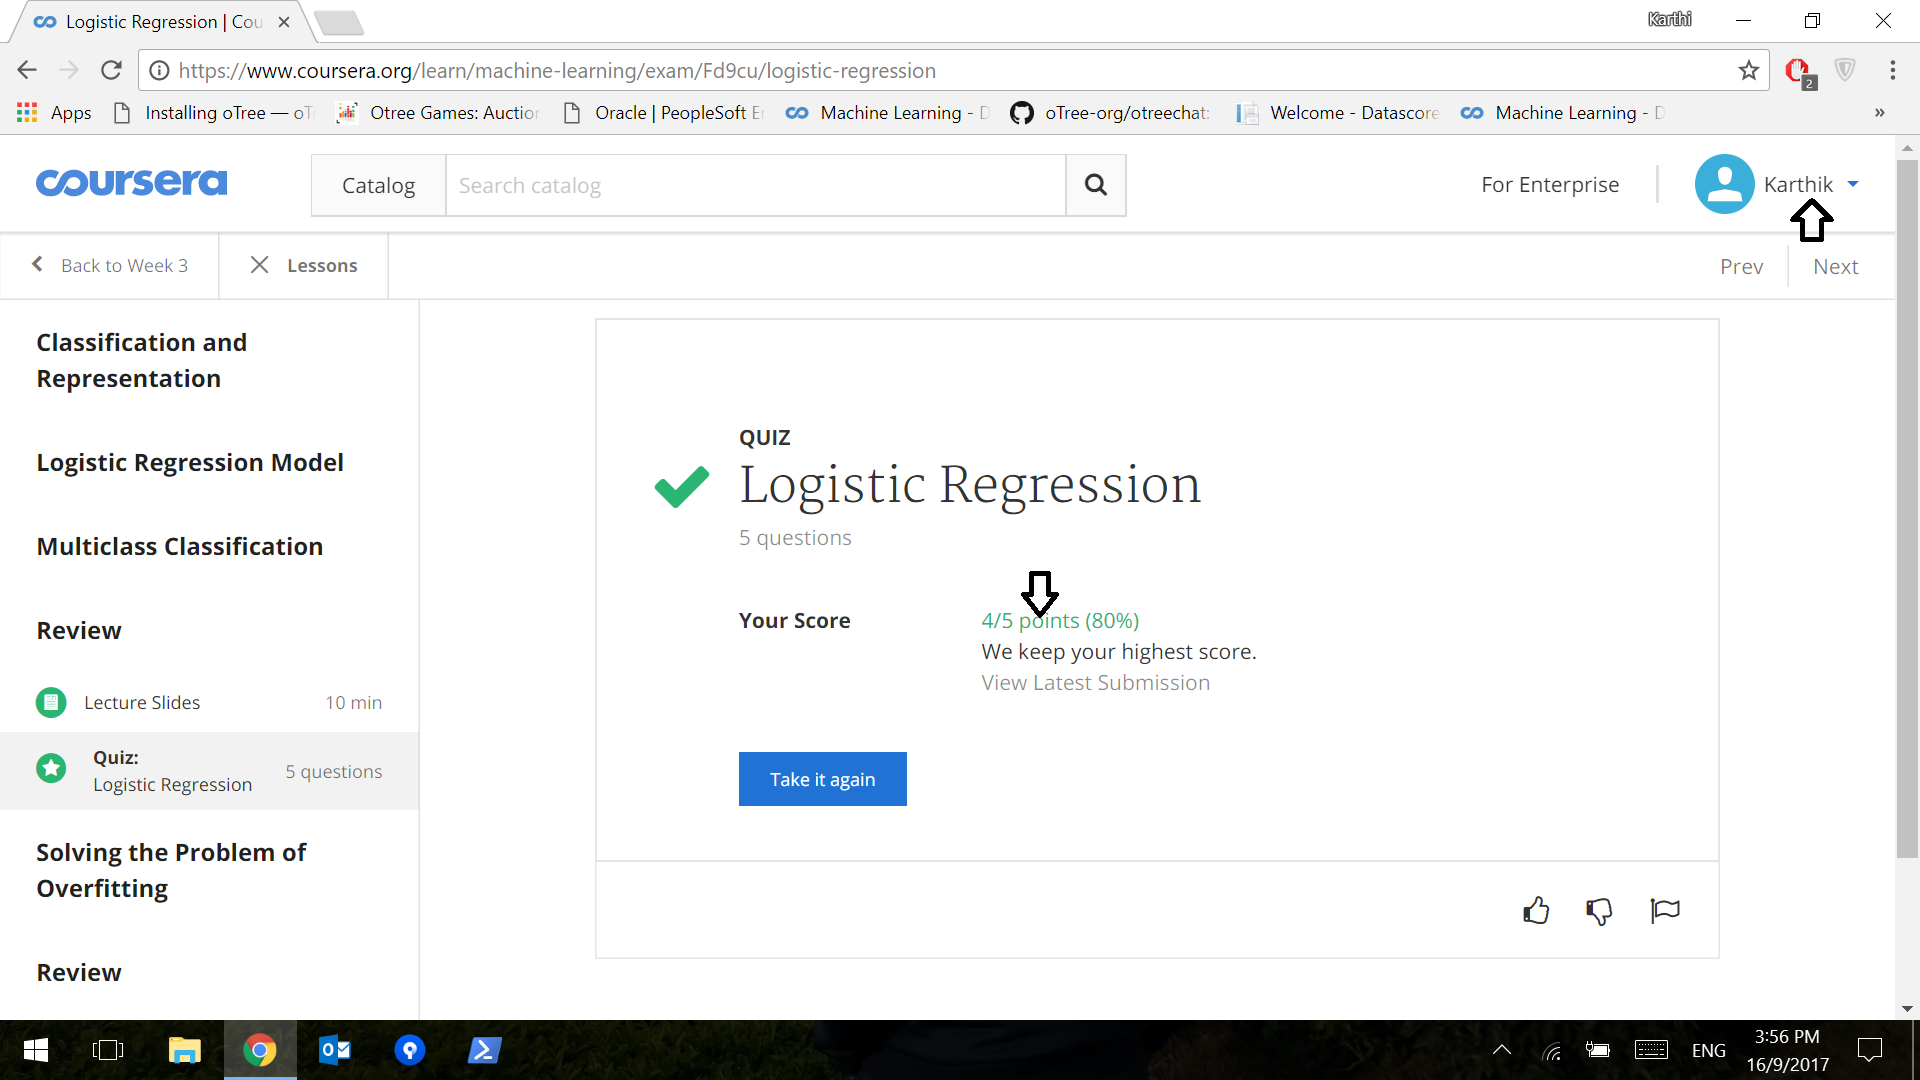 Logistic Regression | Cou
Karthi
https://www.coursera.org/learn/machine-learning/exam/Fd9cu/logistic-regression
2
Apps
Installing oTree — oT
Otree Games: Auction
Oracle | PeopleSoft E
Machine Learning - D
oTree-org/otreechat:
Welcome - Datascore
Machine Learning - D
»
coursera
Catalog
Search catalog
For Enterprise
Karthik
Back to Week 3
Lessons
Prev
Next
Classification and
Representation
Logistic Regression Model
Multiclass Classification
Review
Lecture Slides
10 min
Quiz:
Logistic Regression
5 questions
Solving the Problem of
Overfitting
Review
QUIZ
Logistic Regression
5 questions
Your Score
4/5 points (80%)
We keep your highest score.
View Latest Submission
Take it again
ENG
3:56 PM
16/9/2017